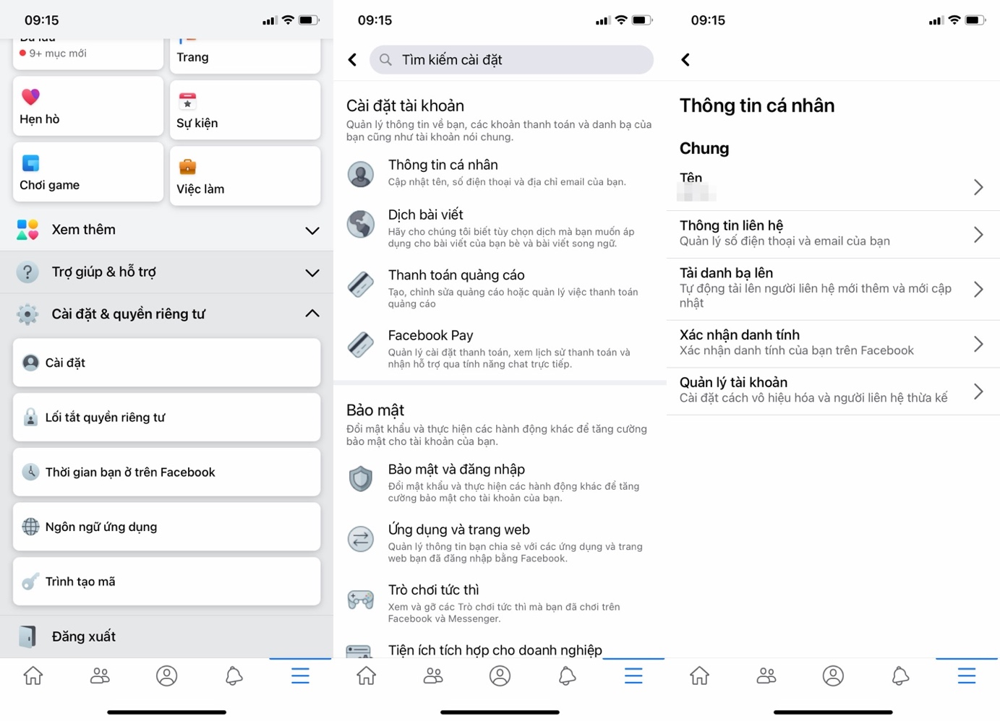 09:15
Đã lưu
9+ mục mới
Trang
Hẹn hò
Sự kiện
Chơi game
Việc làm
Xem thêm
Trợ giúp & hỗ trợ
Cài đặt & quyền riêng tư
Cài đặt
Lối tắt quyền riêng tư
Thời gian bạn ở trên Facebook
Ngôn ngữ ứng dụng
Trình tạo mã
Đăng xuất
09:15
Tìm kiếm cài đặt
Cài đặt tài khoản
Quản lý thông tin về bạn, các khoản thanh toán và danh bạ của
bạn cũng như tài khoản nói chung.
Thông tin cá nhân
Cập nhật tên, số điện thoại và địa chỉ email của bạn.
Dịch bài viết
Hãy cho chúng tôi biết tùy chọn dịch mà bạn muốn áp
dụng cho bài viết của bạn bè và bài viết song ngữ.
Thanh toán quảng cáo
Tạo, chỉnh sửa quảng cáo hoặc quản lý việc thanh toán
quảng cáo
Facebook Pay
Quản lý cài đặt thanh toán, xem lịch sử thanh toán và
nhận hỗ trợ qua tính năng chat trực tiếp.
Bảo mật
Đổi mật khẩu và thực hiện các hành động khác để tăng cường
bảo mật cho tài khoản của bạn.
Bảo mật và đăng nhập
Đổi mật khẩu và thực hiện các hành động khác để tăng
cường bảo mật cho tài khoản của bạn.
Ứng dụng và trang web
Quản lý thông tin bạn chia sẻ với các ứng dụng và trang
web bạn đã đăng nhập bằng Facebook.
Trò chơi tức thì
Xem và gỡ các Trò chơi tức thì mà bạn đã chơi trên
Facebook và Messenger.
Tiện ích tích hợp cho doanh nghiệp
09:15
Thông tin cá nhân
Chung
Tên
Thông tin liên hệ
Quản lý số điện thoại và email của bạn
Tải danh bạ lên
Tự động tải lên người liên hệ mới thêm và mới cập
nhật
Xác nhận danh tính
Xác nhận danh tính của bạn trên Facebook
Quản lý tài khoản
Cài đặt cách vô hiệu hóa và người liên hệ thừa kế